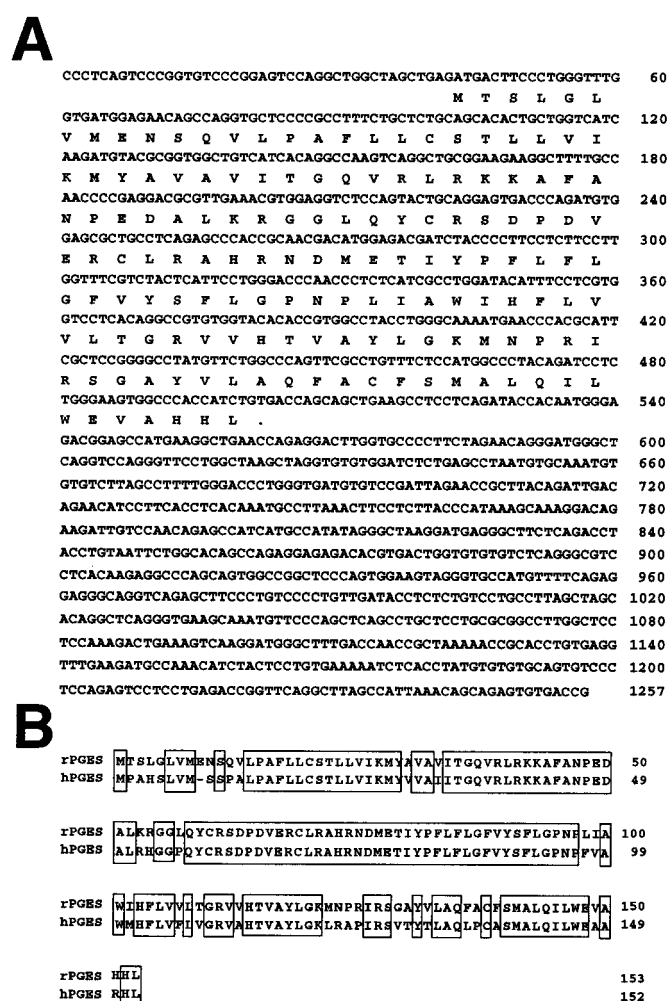 A
CCCTCAGTCCCGGTGTCCCGGAGTCCAGGCTGGCTAGCTGAGATGACTTCCCTGGGTTTG 60
M T S L G L
GTGATGGAGAACAGCCAGGTGCTCCCCGCCTTTCTGCTCTGCAGCACACTGCTGGTCATC 120
V M E N S Q V L P A F L L C S T L L V I
AAGATGTACGCGGTGGCTGTCATCACAGGCCAAGTCAGGCTGCGGAAGAAGGCTTTTGCC 180
K M Y A V A V I T G Q V R L R K K A F A
AACCCCGAGGACGCGTTGAAACGTGGAGGTCTCCAGTACTGCAGGAGTGACCCAGATGTG 240
N P E D A L K R G G L Q Y C R S D P D V
GAGCGCTGCCTCAGAGCCCACCGCAACGACATGGAGACGATCTACCCCTTCCTCTTCCTT 300
E R C L R A H R N D M E T I Y P F L F L
GGTTTCGTCTACTCATTCCTGGGACCCAACCCTCTCATCGCCTGGATACATTTCCTCGTG 360
G F V Y S F L G P N P L I A W I H F L V
GTCCTCACAGGCCGTGTGGTACACACCGTGGCCTACCTGGGCAAAATGAACCCACGCATT 420
V L T G R V V H T V A Y L G K M N P R I
CGCTCCGGGGCCTATGTTCTGGCCCAGTTCGCCTGTTTCTCCATGGCCCTACAGATCCTC 480
R S G A Y V L A Q F A C F S M A L Q I L
TGGGAAGTGGCCCACCATCTGTGACCAGCAGCTGAAGCCTCCTCAGATACCACAATGGGA 540
W E V A H H L .
GACGGAGCCATGAAGGCTGAACCAGAGGACTTGGTGCCCCCTTCTAGAACAGGGATGGGCT 600
CAGGTCCAGGGTTCCTGGCTAAGCTAGGTGTGTGGATCTCTGAGCCTAATGTGCAAATGT 660
GTGTCTTAGCCTTTTGGGACCCTGGGTGATGTGTCCGATTAGAACCGCTTACAGATTGAC 720
AGAACATCCTTCACCTCACAAATGCCTTAAACTTCCTCTTACCCATAAAGCAAAGGACAG 780
AAGATTGTCCAACAGAGCCATCATGCCATATAGGGCTAAGGATGAGGGCTTCTCAGACCT 840
ACCTGTAATTCTGGCACAGCCAGAGGAGAGACACGTGACTGGTGTGTGTCTCAGGGCGTC 900
CTCACAAGAGGCCCAGCAGTGGCCGGCTCCCAGTGGAAGTAGGGTGCCATGTTTTCAGAG 960
GAGGGCAGGTCAGAGCTTCCCTGTCCCCTGTTGATACCTCTCTGTCCTGCCTTAGCTAGC 1020
ACAGGCTCAGGGTGAAGCAAATGTTCCCAGCTCAGCCTGCTCCTGCGCGGCCTTGGCTCC 1080
TCCAAAGACTGAAAGTCAAGGATGGGCTTTGACCAACCGCTAAAAACCGCACCTGTGAGG 1140
TTTGAAGATGCCAAACATCTACTCCTGTGAAAAATCTCACCTATGTGTGTGCAGTGTCCC 1200
TCCAGAGTCCTCCTGAGACCGGTTCAGGCTTAGCCATTAAACAGCAGAGTGTGACCG 1257
B
rPGES MTSLGLVMENSQVLPAFLLCSTLLVIKMYAVAVITGQVRLRKKAFANPED 50
hPGES MPAHSLVM-SSPALPAFLLCSTLLVIKMYVVAIITGQVRLRKKAFANPED 49
rPGES ALKRGGLQYCRSDPDVERCLRAHRNDMETIYPFLFLGFVYSFLGPNPLIA 100
hPGES ALRHGGPQYCRSDPDVERCLRAHRNDMETIYPFLFLGFVYSFLGPNPFVA 99
rPGES WIHFLVVLTGRVVHTVAYLGKMNPRIRSGAYVLAQFACFSMALQILWEVA 150
hPGES WMHFLVFLVGRVAHTVAYLGKLRAPIRSVTYTLAQLPCASMALQILWEAA 149
rPGES HHL 153
hPGES RHL 152